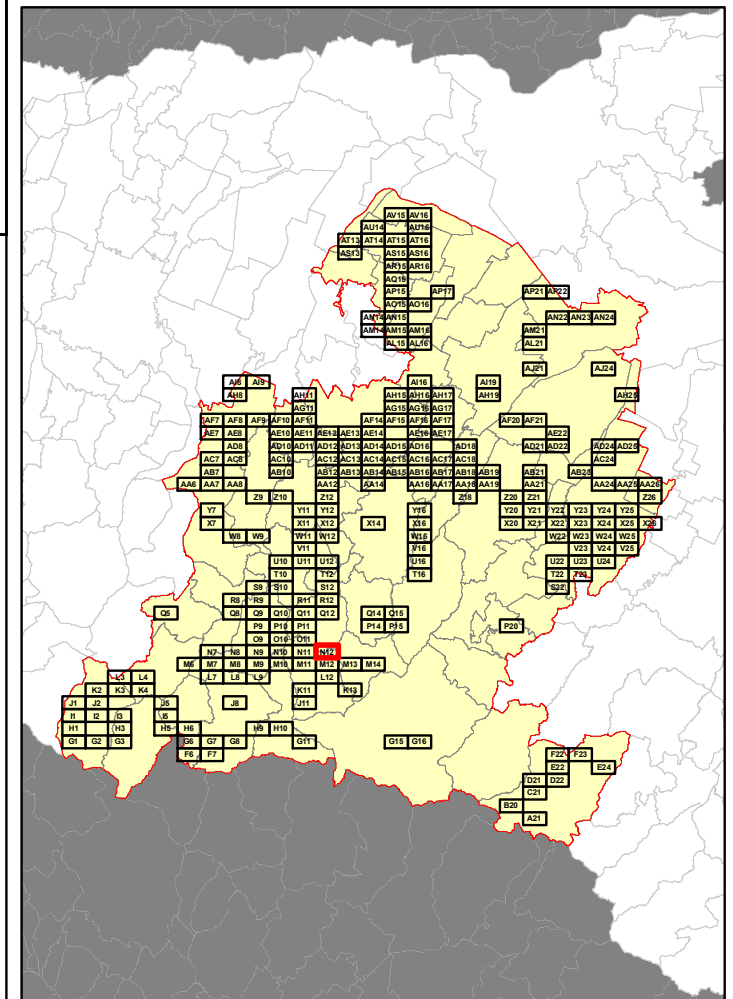 AV15 AV16
AU14 AU16
AT13 AT14 AT15 AT16
AS13 AS15 AS16
AR15 AR16
AQ15
AP15 AP17 AP21 AP22
AO15 AO16
AN14 AN15 AN22 AN23 AN24
AM14 AM15 AM16 AM21
AL15 AL16 AL21
AJ21 AJ24
AI8 AI9 AI16 AI19
AH8 AH11 AH15 AH16 AH17 AH19 AH25
AG11 AG15 AG16 AG17
AF7 AF8 AF9 AF10 AF11 AF14 AF15 AF16 AF17 AF20 AF21
AE7 AE8 AE10 AE11 AE12 AE13 AE14 AE16 AE17 AE22
AD8 AD10 AD11 AD12 AD13 AD14 AD15 AD16 AD18 AD21 AD22 AD24 AD25
AC7 AC8 AC10 AC12 AC13 AC14 AC15 AC16 AC17 AC18 AC24
AB7 AB10 AB12 AB13 AB14 AB15 AB16 AB17 AB18 AB19 AB21 AB23
AA6 AA7 AA8 AA12 AA14 AA16 AA17 AA18 AA19 AA21 AA24 AA25 AA26
Z9 Z10 Z12 Z18 Z20 Z21 Z26
Y7 Y11 Y12 Y16 Y20 Y21 Y22 Y23 Y24 Y25
X7 X11 X12 X14 X16 X20 X21 X22 X23 X24 X25 X26
W8 W9 W11 W12 W16 W22 W23 W24 W25
V11 V16 V23 V24 V25
U10 U11 U12 U16 U22 U23 U24
T10 T12 T16 T22 T23
S9 S10 S12 S22
R8 R9 R11 R12
Q5 Q8 Q9 Q10 Q11 Q12 Q14 Q15
P9 P10 P11 P14 P15 P20
O9 O10 O11
N7 N8 N9 N10 N11 N12
M6 M7 M8 M9 M10 M11 M12 M13 M14
L3 L4 L7 L8 L9 L12
K2 K3 K4 K11 K13
J1 J2 J5 J8 J11
I1 I2 I3 I5
H1 H3 H5 H6 H9 H10
G1 G2 G3 G6 G7 G8 G11 G15 G16
F6 F7 F22 F23
E22 E24
D21 D22
C21
B20
A21